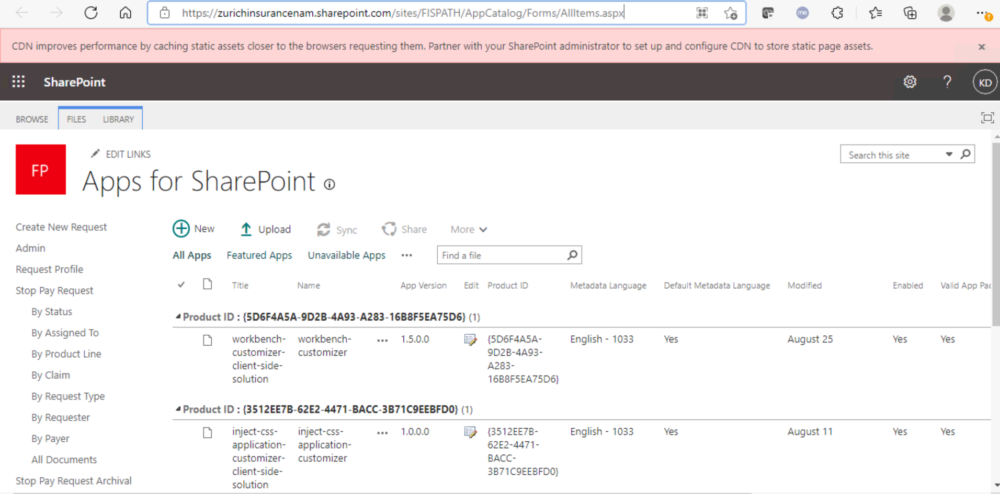 https://zurichinsurancenam.sharepoint.com/sites/FISPATH/AppCatalog/Forms/AllItems.aspx
me
CDN improves performance by caching static assets closer to the browsers requesting them. Partner with your SharePoint administrator to set up and configure CDN to store static page assets.
SharePoint
? KD
BROWSE FILES LIBRARY
FP
EDIT LINKS
Search this site
Apps for SharePoint
Create New Request
Admin
Request Profile
Stop Pay Request
By Status
By Assigned To
By Product Line
By Claim
By Request Type
By Requester
By Payer
All Documents
Stop Pay Request Archival
New Upload Sync Share More
All Apps Featured Apps Unavailable Apps ••• Find a file
Title Name App Version Edit Product ID Metadata Language Default Metadata Language Modified Enabled Valid App Pac
Product ID : {5D6F4A5A-9D2B-4A93-A283-16B8F5EA75D6} (1)
workbench- workbench- ••• 1.5.0.0 {5D6F4A5A- English - 1033 Yes August 25 Yes Yes
customizer- customizer 9D2B-4A93-
client-side- A283-
solution 16B8F5EA75D6}
Product ID : {3512EE7B-62E2-4471-BACC-3B71C9EEBFD0} (1)
inject-css- inject-css- ••• 1.0.0.0 {3512EE7B- English - 1033 Yes August 11 Yes Yes
application- application- 62E2-4471-
customizer- customizer BACC-
client-side- 3B71C9EEBFD0}
solution